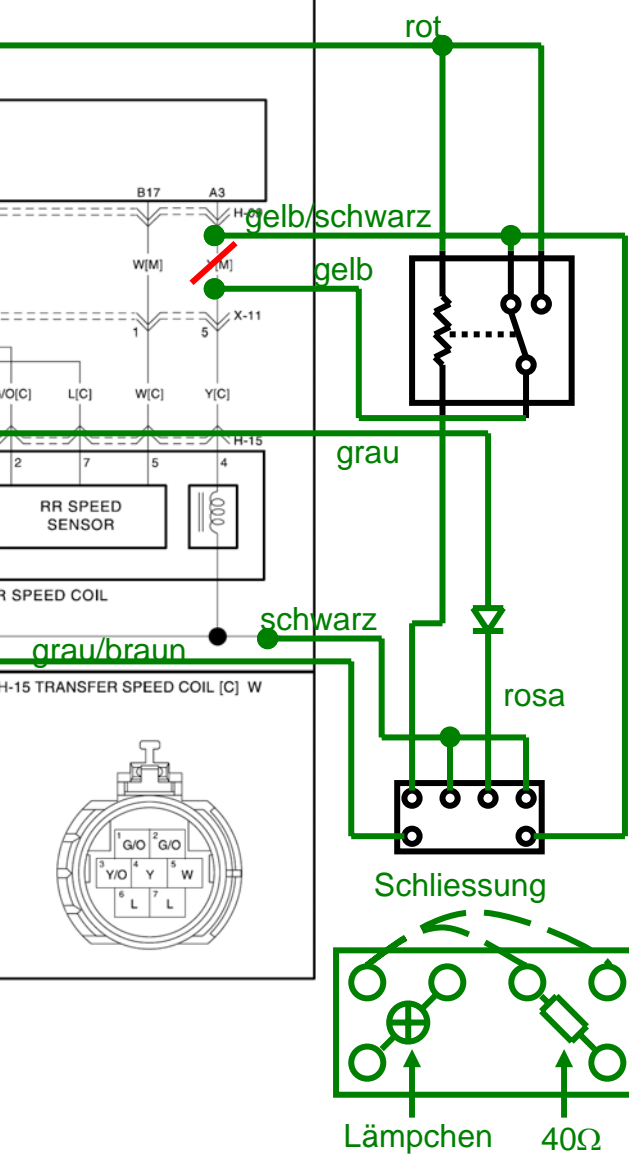 rot
B17 A3
H-09
gelb/schwarz
W[M] Y[M]
gelb
X-11
1 5
/O[C] L[C] W[C] Y[C]
H-15
grau
2 7 5 4
RR SPEED
SENSOR
R SPEED COIL
schwarz
grau/braun
H-15 TRANSFER SPEED COIL [C] W
rosa
1 G/O 2 G/O
3 Y/O 4 Y 5 W
6 L 7 L
Schliessung
Lämpchen 40Ω